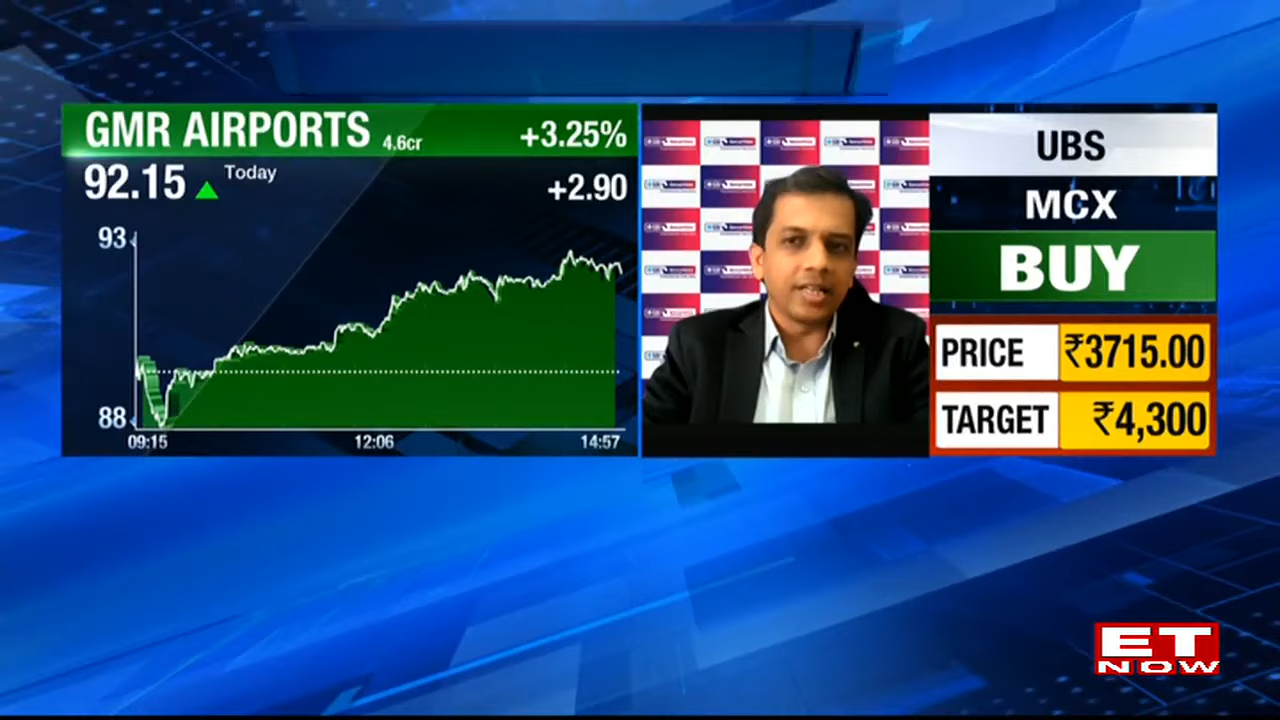 GMR AIRPORTS 4.6cr +3.25%
92.15 Today +2.90
93
88
09:15 12:06 14:57
UBS
MCX
BUY
PRICE ₹3715.00
TARGET ₹4,300
ET
NOW